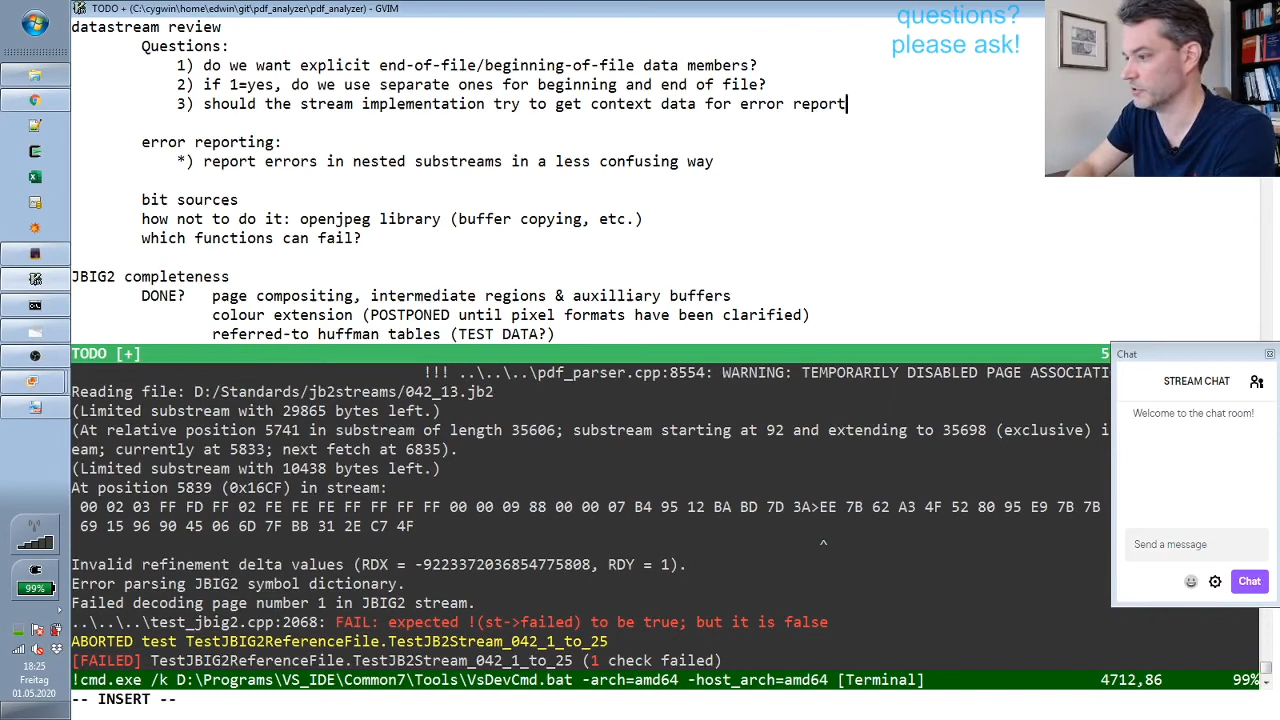 TODO + (C:\cygwin\home\edwin\git\pdf_analyzer\pdf_analyzer) - GVIM
datastream review
Questions:
1) do we want explicit end-of-file/beginning-of-file data members?
2) if 1=yes, do we use separate ones for beginning and end of file?
3) should the stream implementation try to get context data for error report
error reporting:
*) report errors in nested substreams in a less confusing way
bit sources
how not to do it: openjpeg library (buffer copying, etc.)
which functions can fail?
JBIG2 completeness
DONE? page compositing, intermediate regions & auxilliary buffers
colour extension (POSTPONED until pixel formats have been clarified)
referred-to huffman tables (TEST DATA?)
TODO [+] 5
!!! ..\..\..\pdf_parser.cpp:8554: WARNING: TEMPORARILY DISABLED PAGE ASSOCIATI
Reading file: D:/Standards/jb2streams/042_13.jb2
(Limited substream with 29865 bytes left.)
(At relative position 5741 in substream of length 35606; substream starting at 92 and extending to 35698 (exclusive) i
eam; currently at 5833; next fetch at 6835).
(Limited substream with 10438 bytes left.)
At position 5839 (0x16CF) in stream:
00 02 03 FF FD FF 02 FE FE FE FE FF FF FF FF 00 00 09 88 00 00 07 B4 95 12 BA BD 7D 3A>EE 7B 62 A3 4F 52 80 95 E9 7B 7B
69 15 96 90 45 06 6D 7F BB 31 2E C7 4F
^
Invalid refinement delta values (RDX = -9223372036854775808, RDY = 1).
Error parsing JBIG2 symbol dictionary.
Failed decoding page number 1 in JBIG2 stream.
..\..\..\test_jbig2.cpp:2068: FAIL: expected !(st->failed) to be true; but it is false
ABORTED test TestJBIG2ReferenceFile.TestJB2Stream_042_1_to_25
[FAILED] TestJBIG2ReferenceFile.TestJB2Stream_042_1_to_25 (1 check failed)
!cmd.exe /k D:\Programs\VS_IDE\Common7\Tools\VsDevCmd.bat -arch=amd64 -host_arch=amd64 [Terminal] 4712,86 99%
-- INSERT --
questions?
please ask!
Chat
STREAM CHAT
Welcome to the chat room!
Send a message
Chat
99%
18:25
Freitag
01.05.2020